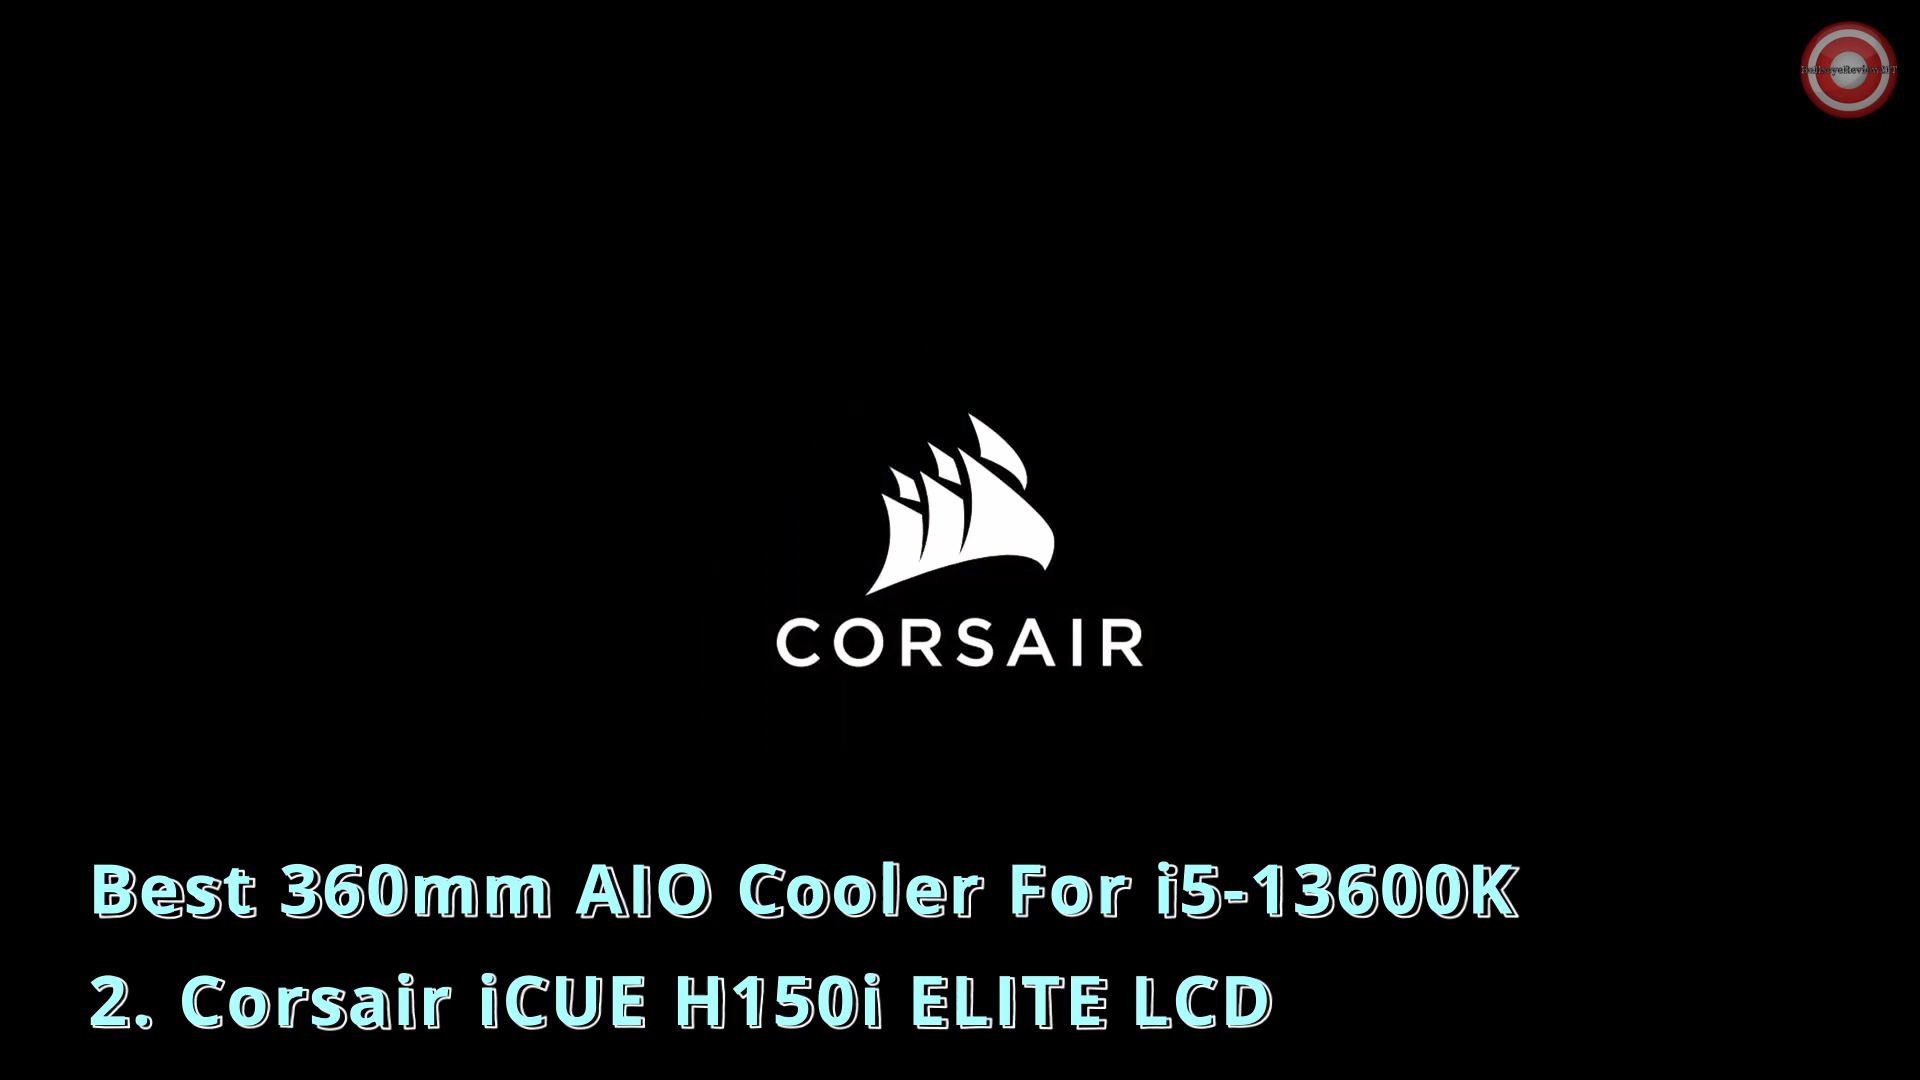 CORSAIR
Best 360mm AIO Cooler For i5-13600K
2. Corsair iCUE H150i ELITE LCD